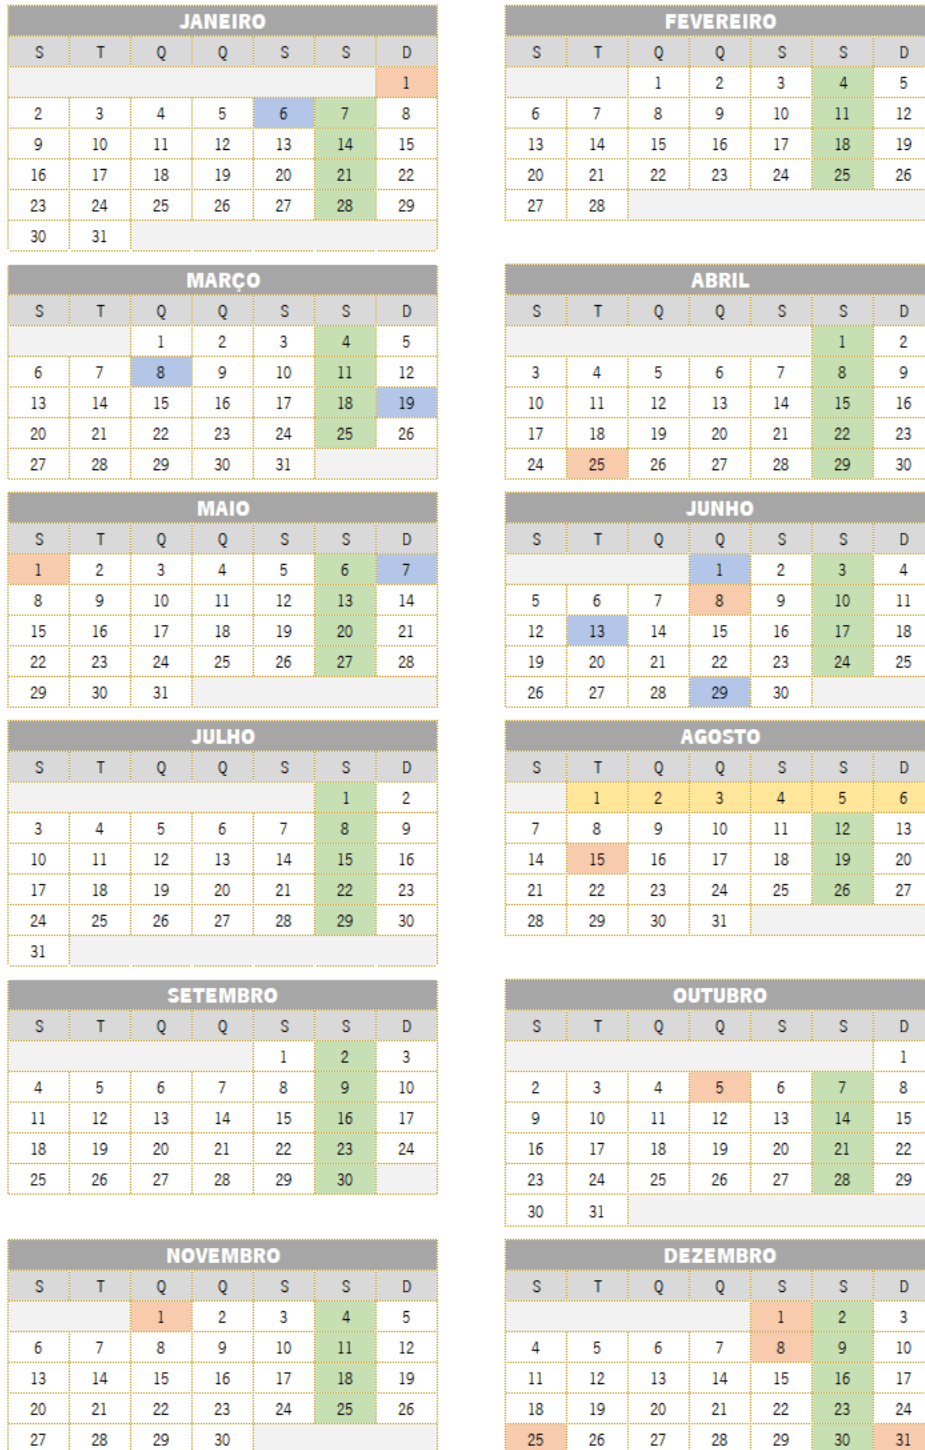 JANEIRO
S T Q Q S S D
1
2 3 4 5 6 7 8
9 10 11 12 13 14 15
16 17 18 19 20 21 22
23 24 25 26 27 28 29
30 31
FEVEREIRO
S T Q Q S S D
1 2 3 4 5
6 7 8 9 10 11 12
13 14 15 16 17 18 19
20 21 22 23 24 25 26
27 28
MARÇO
S T Q Q S S D
1 2 3 4 5
6 7 8 9 10 11 12
13 14 15 16 17 18 19
20 21 22 23 24 25 26
27 28 29 30 31
ABRIL
S T Q Q S S D
1 2
3 4 5 6 7 8 9
10 11 12 13 14 15 16
17 18 19 20 21 22 23
24 25 26 27 28 29 30
MAIO
S T Q Q S S D
1 2 3 4 5 6 7
8 9 10 11 12 13 14
15 16 17 18 19 20 21
22 23 24 25 26 27 28
29 30 31
JUNHO
S T Q Q S S D
1 2 3 4
5 6 7 8 9 10 11
12 13 14 15 16 17 18
19 20 21 22 23 24 25
26 27 28 29 30
JULHO
S T Q Q S S D
1 2
3 4 5 6 7 8 9
10 11 12 13 14 15 16
17 18 19 20 21 22 23
24 25 26 27 28 29 30
31
AGOSTO
S T Q Q S S D
1 2 3 4 5 6
7 8 9 10 11 12 13
14 15 16 17 18 19 20
21 22 23 24 25 26 27
28 29 30 31
SETEMBRO
S T Q Q S S D
1 2 3
4 5 6 7 8 9 10
11 12 13 14 15 16 17
18 19 20 21 22 23 24
25 26 27 28 29 30
OUTUBRO
S T Q Q S S D
1
2 3 4 5 6 7 8
9 10 11 12 13 14 15
16 17 18 19 20 21 22
23 24 25 26 27 28 29
30 31
NOVEMBRO
S T Q Q S S D
1 2 3 4 5
6 7 8 9 10 11 12
13 14 15 16 17 18 19
20 21 22 23 24 25 26
27 28 29 30
DEZEMBRO
S T Q Q S S D
1 2 3
4 5 6 7 8 9 10
11 12 13 14 15 16 17
18 19 20 21 22 23 24
25 26 27 28 29 30 31